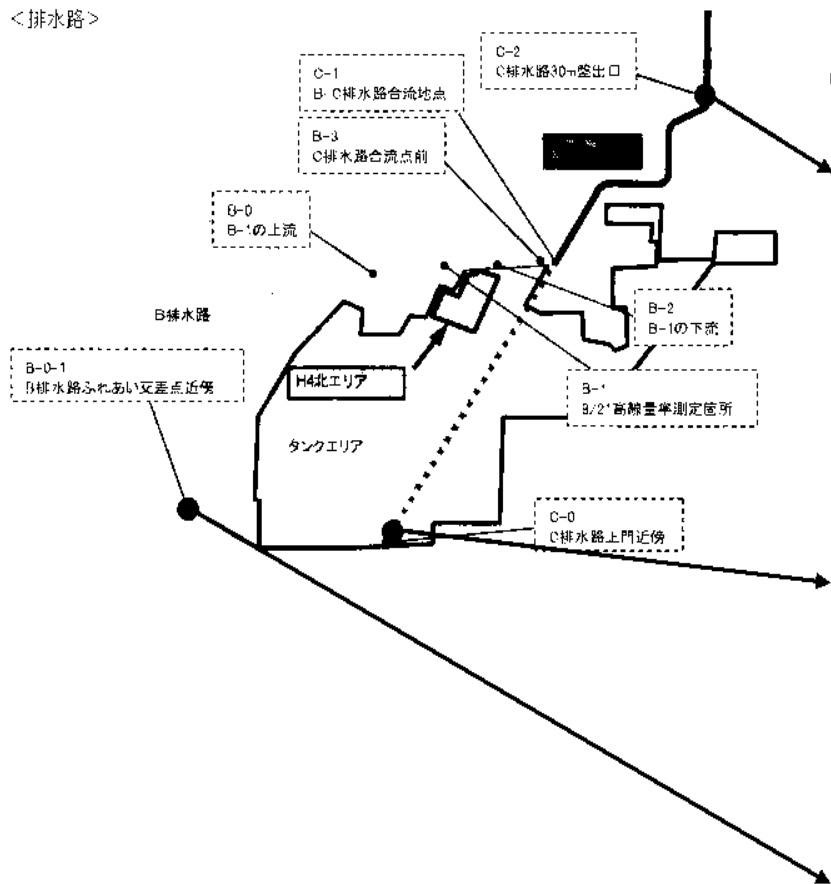 ＜排水路＞
C-2
C排水路30m盤出口
C-1
B-C排水路合流地点
B-3
C排水路合流点前
B-0
B-1の上流
B排水路
B-2
B-1の下流
B-0-1
B排水路ふれあい交差点近傍
H4北エリア
B-1
8/21高線量率測定箇所
タンクエリア
C-0
C排水路正門近傍